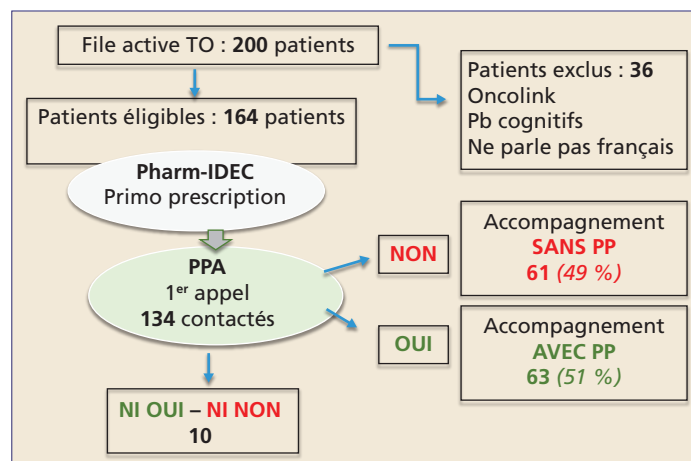 File active TO : 200 patients
Patients exclus : 36
Oncolink
Pb cognitifs
Ne parle pas français
Patients éligibles : 164 patients
Pharm-IDEC
Primo prescription
PPA
1er appel
134 contactés
NON
Accompagnement
SANS PP
61 (49 %)
OUI
Accompagnement
AVEC PP
63 (51 %)
NI OUI – NI NON
10